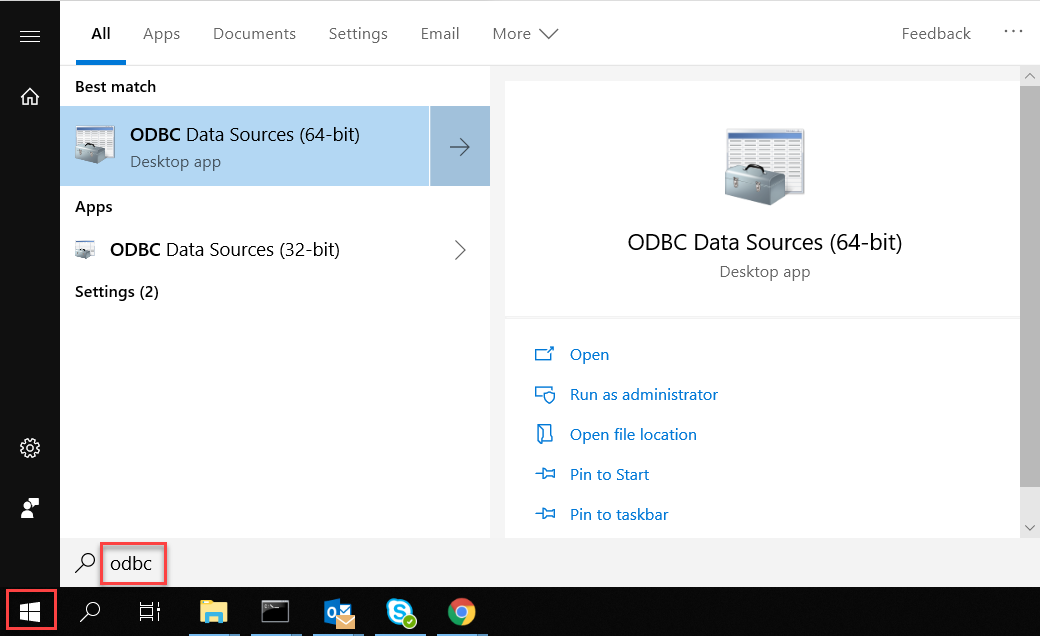 All Apps Documents Settings Email More Feedback ...
Best match
ODBC Data Sources (64-bit)
Desktop app
Apps
ODBC Data Sources (32-bit)
Settings (2)
ODBC Data Sources (64-bit)
Desktop app
Open
Run as administrator
Open file location
Pin to Start
Pin to taskbar
odbc